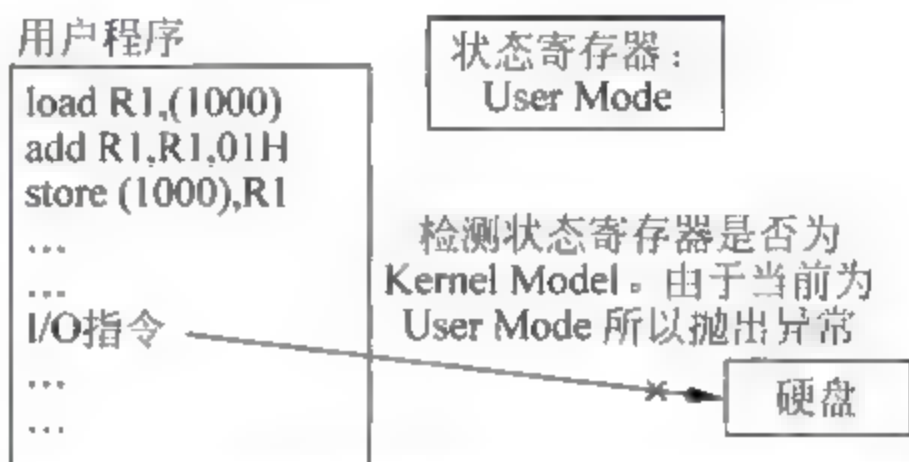 用户程序
load R1,(1000)
add R1,R1,01H
store (1000),R1
...
...
I/O指令
...
...
状态寄存器：
User Mode
检测状态寄存器是否为
Kernel Model。由于当前为
User Mode 所以抛出异常
硬盘